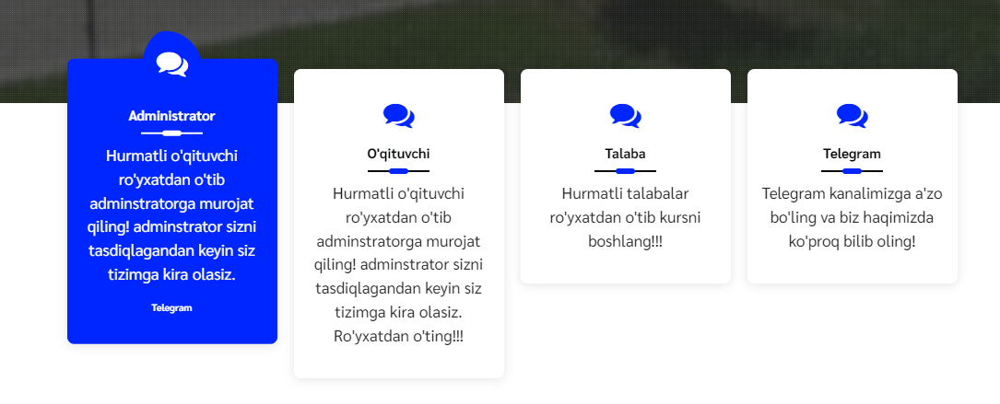 Administrator
Hurmatli o'qituvchi
ro'yxatdan o'tib
adminstratorga murojat
qiling! adminstrator sizni
tasdiqlagandan keyin siz
tizimga kira olasiz.
Telegram
O'qituvchi
Hurmatli o'qituvchi
ro'yxatdan o'tib
adminstratorga murojat
qiling! adminstrator sizni
tasdiqlagandan keyin siz
tizimga kira olasiz.
Ro'yxatdan o'ting!!!
Talaba
Hurmatli talabalar
ro'yxatdan o'tib kursni
boshlang!!!
Telegram
Telegram kanalimizga a'zo
bo'ling va biz haqimizda
ko'proq bilib oling!